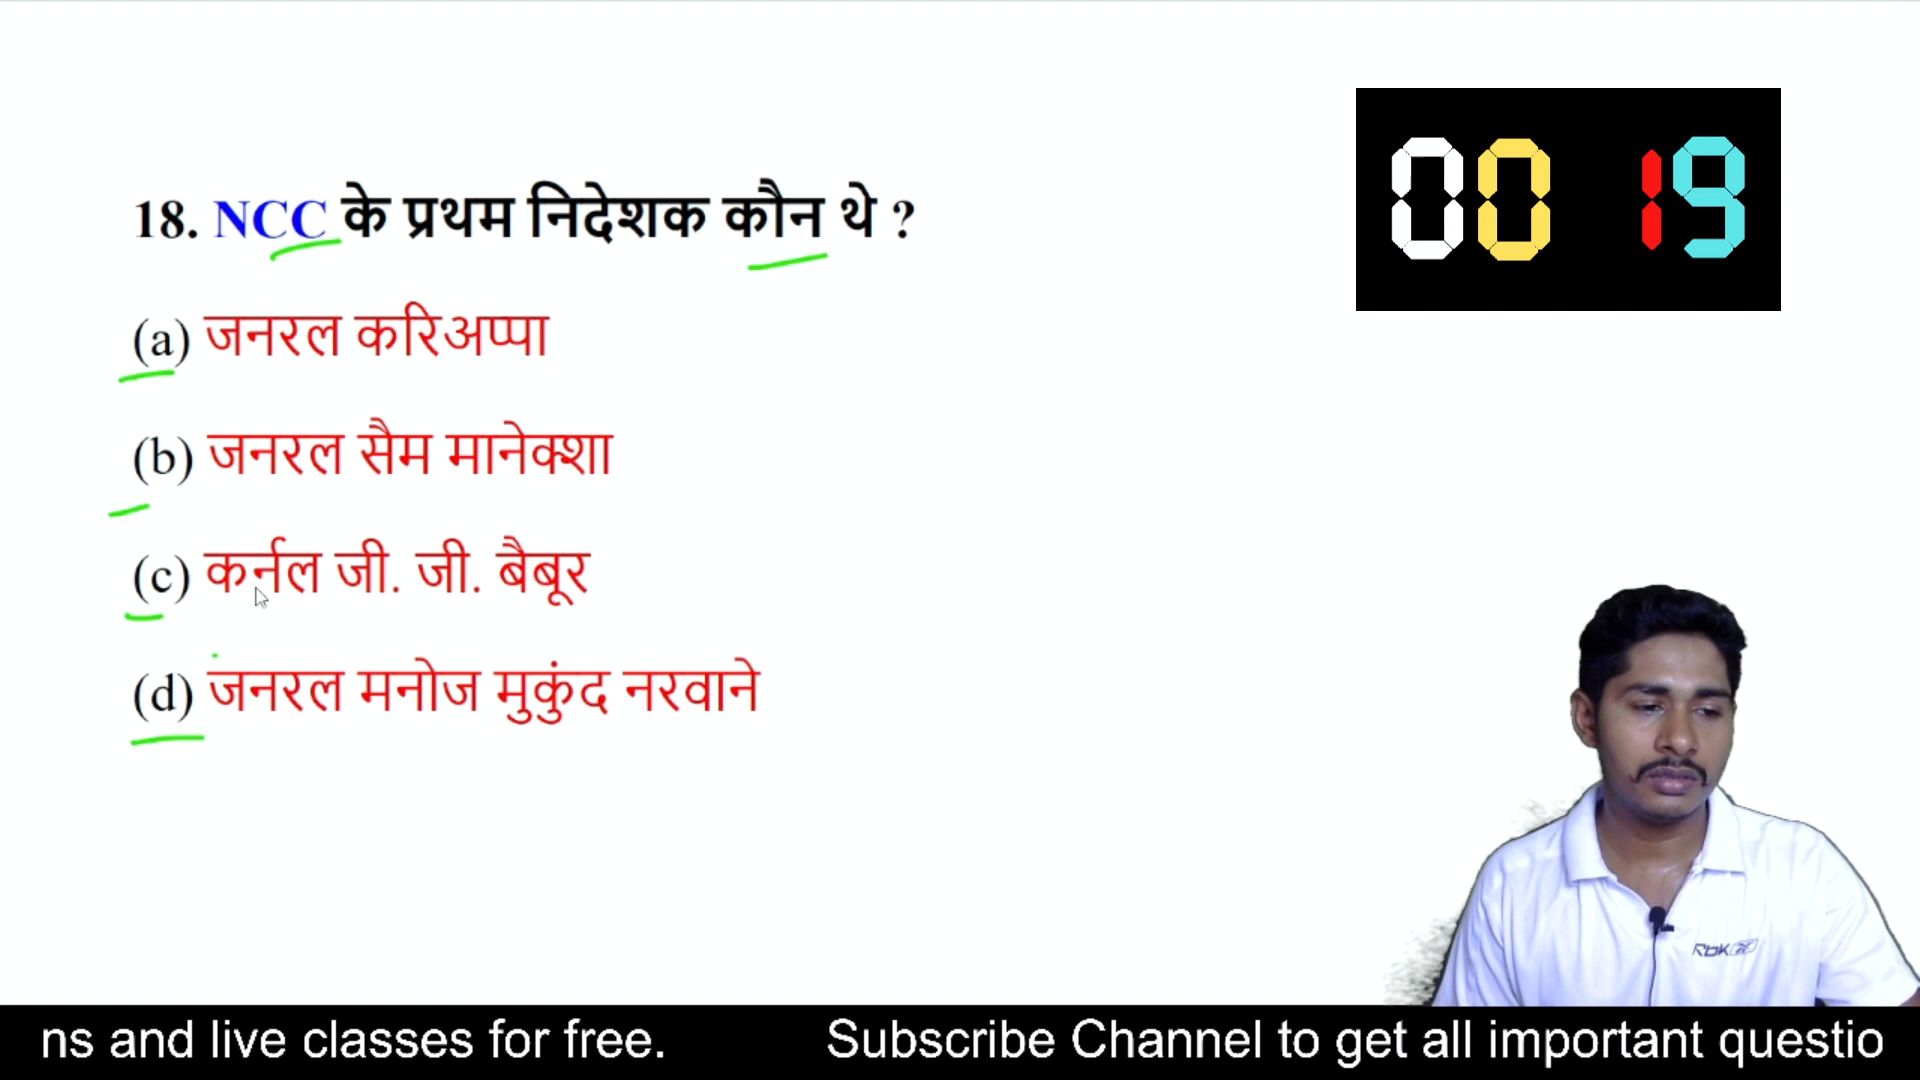 18. NCC के प्रथम निदेशक कौन थे ?
00 19
(a) जनरल करिअप्पा
(b) जनरल सैम मानेक्शा
(c) कर्नल जी. जी. बैबूर
(d) जनरल मनोज मुकुंद नरवाने
RbK
ns and live classes for free. Subscribe Channel to get all important questio